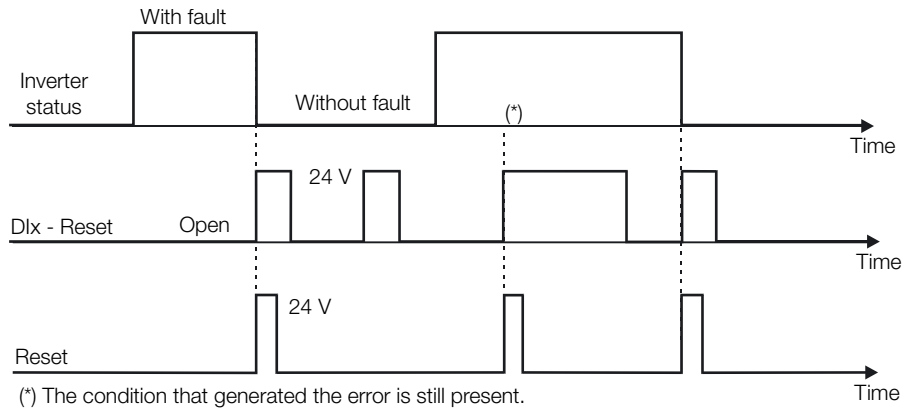 With fault
Inverter
status
Without fault
(*)
Time
DIx - Reset
Open
24 V
Time
24 V
Reset
Time
(*) The condition that generated the error is still present.